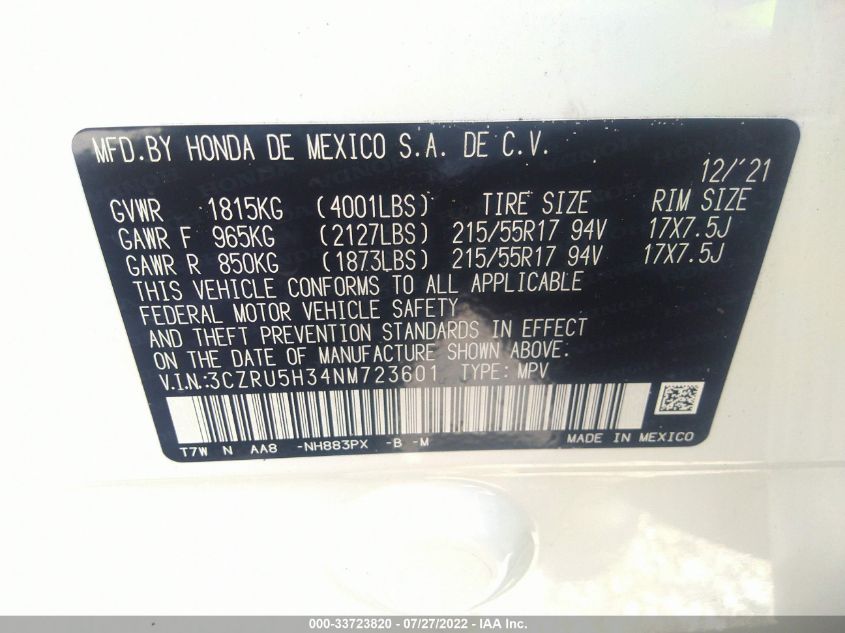 MFD.BY HONDA DE MEXICO S.A. DE C.V.
12/'21
GVWR 1815KG (4001LBS) TIRE SIZE RIM SIZE
GAWR F 965KG (2127LBS) 215/55R17 94V 17X7.5J
GAWR R 850KG (1873LBS) 215/55R17 94V 17X7.5J
THIS VEHICLE CONFORMS TO ALL APPLICABLE
FEDERAL MOTOR VEHICLE SAFETY
AND THEFT PREVENTION STANDARDS IN EFFECT
ON THE DATE OF MANUFACTURE SHOWN ABOVE.
V.I.N.:3CZRU5H34NM723601 TYPE: MPV
T7W N AA8 -NH883PX -B -M MADE IN MEXICO
000-33723820 - 07/27/2022 - IAA Inc.